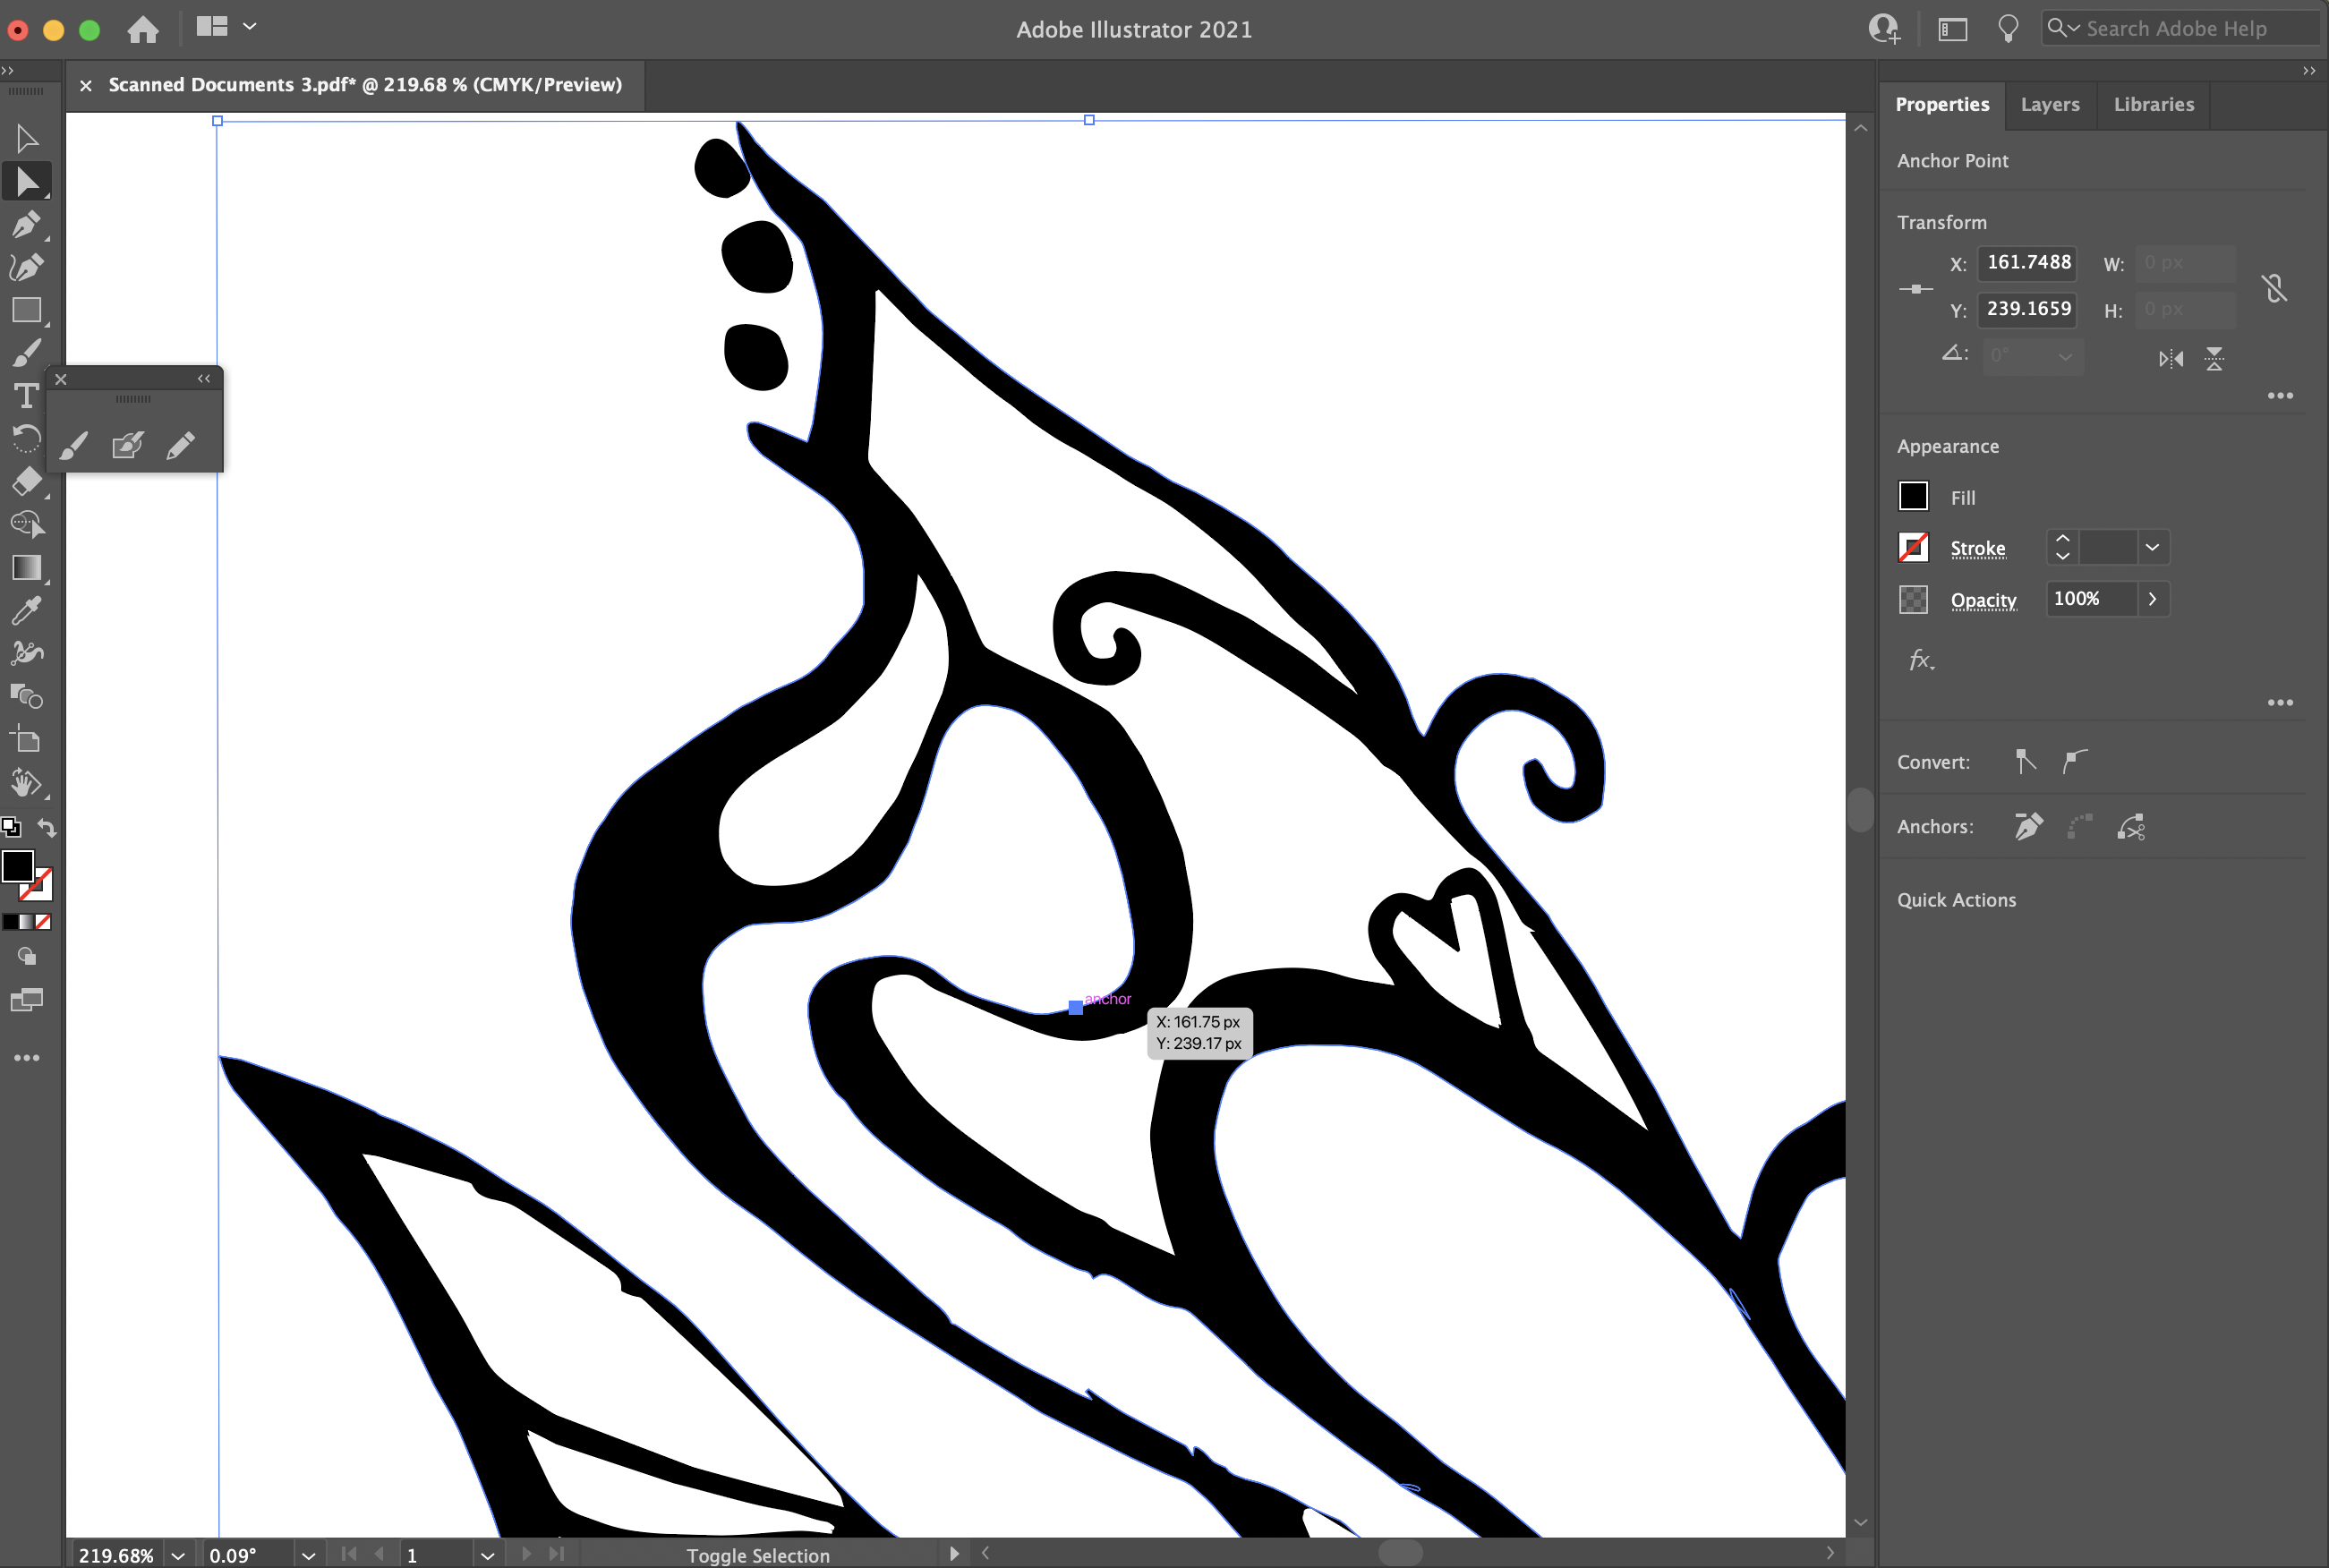 Adobe Illustrator 2021
Search Adobe Help
Scanned Documents 3.pdf* @ 219.68 % (CMYK/Preview)
Properties
Layers
Libraries
Anchor Point
Transform
X: 161.7488 W: 0 px
Y: 239.1659 H: 0 px
0°
Appearance
Fill
Stroke
Opacity 100%
fx.
Convert:
Anchors:
Quick Actions
T
anchor
X: 161.75 px
Y: 239.17 px
219.68% 0.09° 1 Toggle Selection